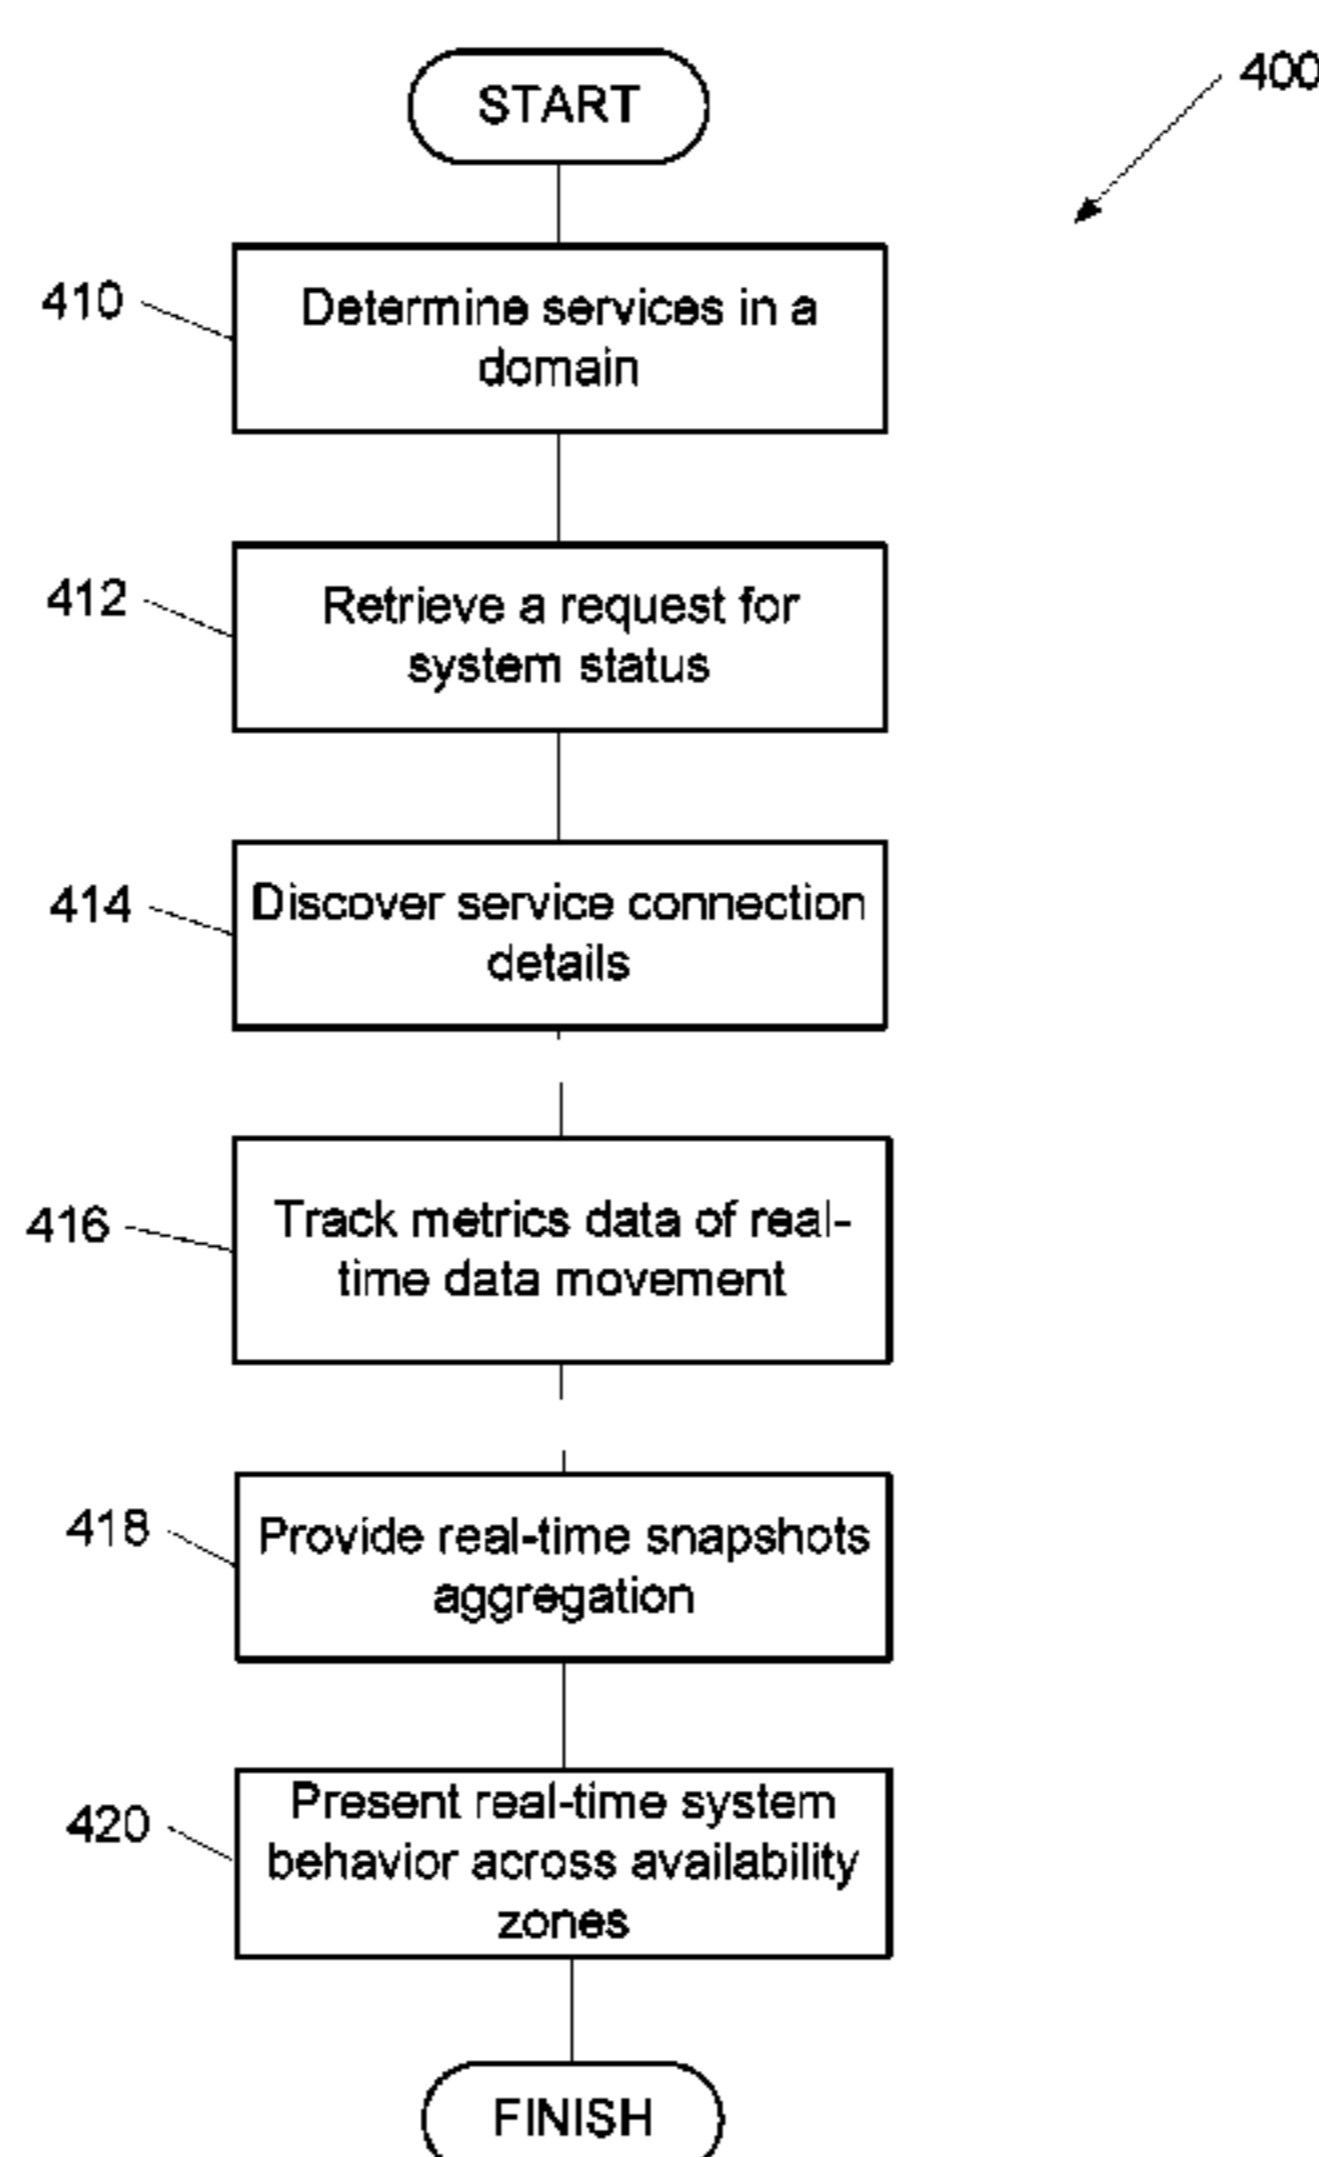 START
400
410
Determine services in a
domain
412
Retrieve a request for
system status
414
Discover service connection
details
416
Track metrics data of real-
time data movement
418
Provide real-time snapshots
aggregation
420
Present real-time system
behavior across availability
zones
FINISH